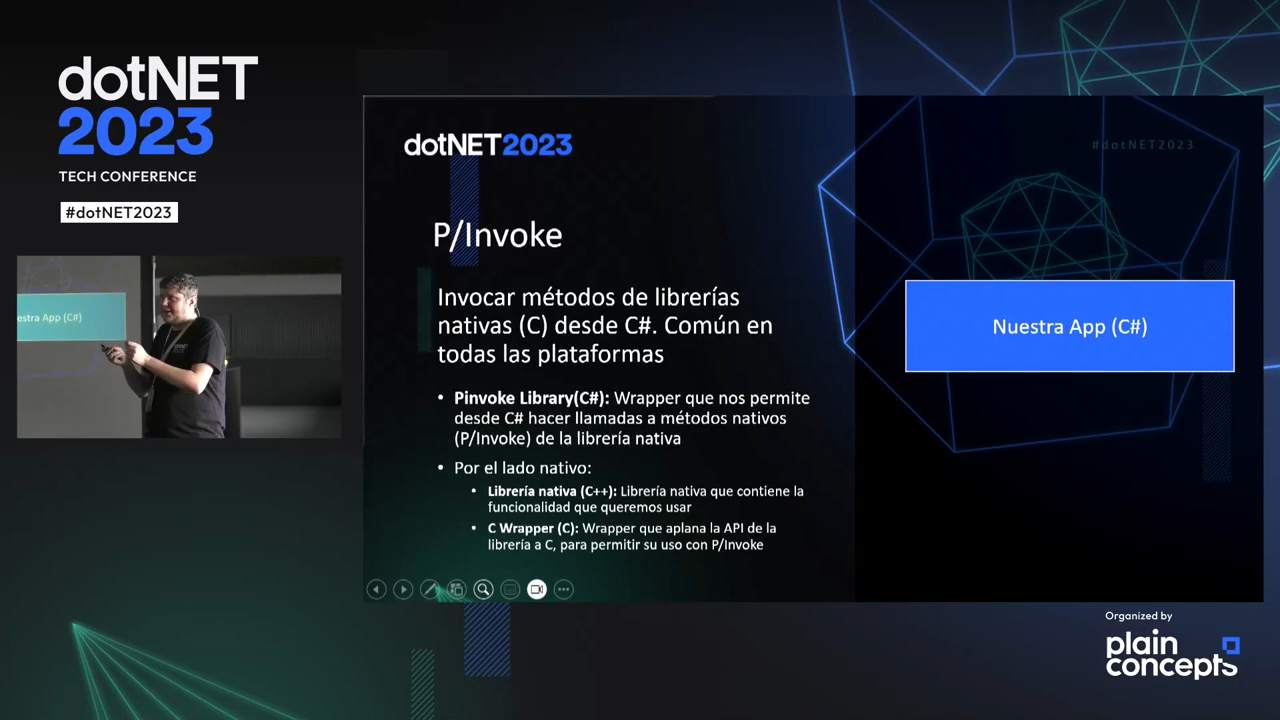 dotNET
2023
TECH CONFERENCE
#dotNET2023
estra App (C#)
dotNET2023
#dotNET2023
P/Invoke
Invocar métodos de librerías
nativas (C) desde C#. Común en
todas las plataformas
• Pinvoke Library(C#): Wrapper que nos permite
desde C# hacer llamadas a métodos nativos
(P/Invoke) de la librería nativa
• Por el lado nativo:
• Librería nativa (C++): Librería nativa que contiene la
funcionalidad que queremos usar
• C Wrapper (C): Wrapper que aplana la API de la
librería a C, para permitir su uso con P/Invoke
Nuestra App (C#)
Organized by
plain
concepts